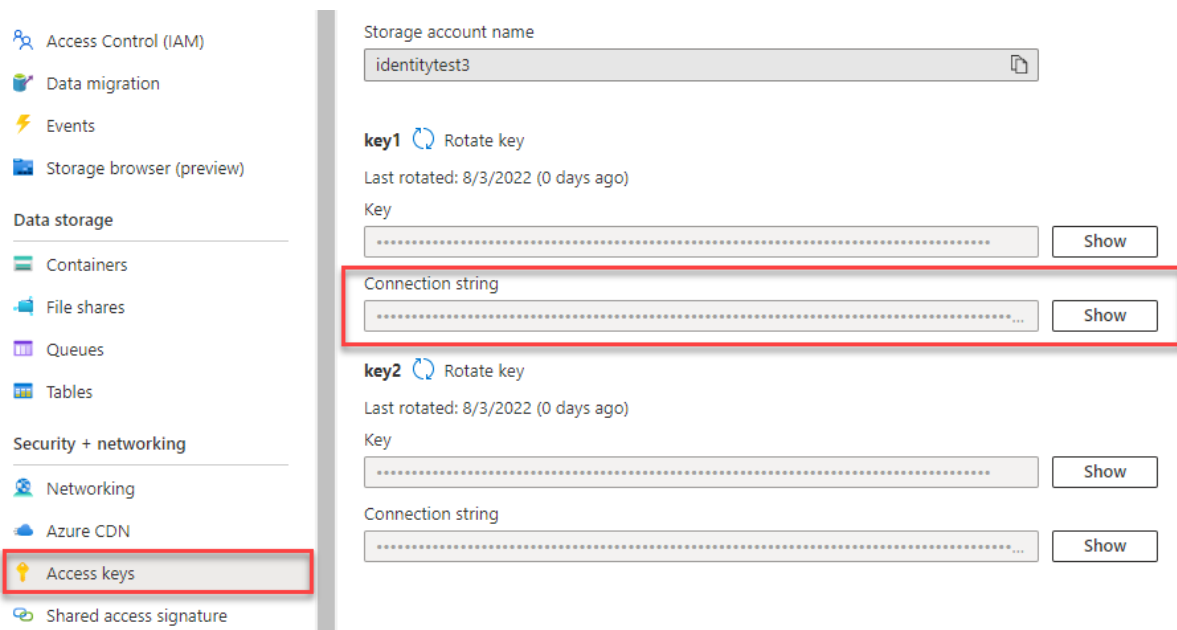 Access Control (IAM)
Data migration
Events
Storage browser (preview)
Data storage
Containers
File shares
Queues
Tables
Security + networking
Networking
Azure CDN
Access keys
Shared access signature
Storage account name
identitytest3
key1 Rotate key
Last rotated: 8/3/2022 (0 days ago)
Key
Show
Connection string
...
Show
key2 Rotate key
Last rotated: 8/3/2022 (0 days ago)
Key
Show
Connection string
...
Show